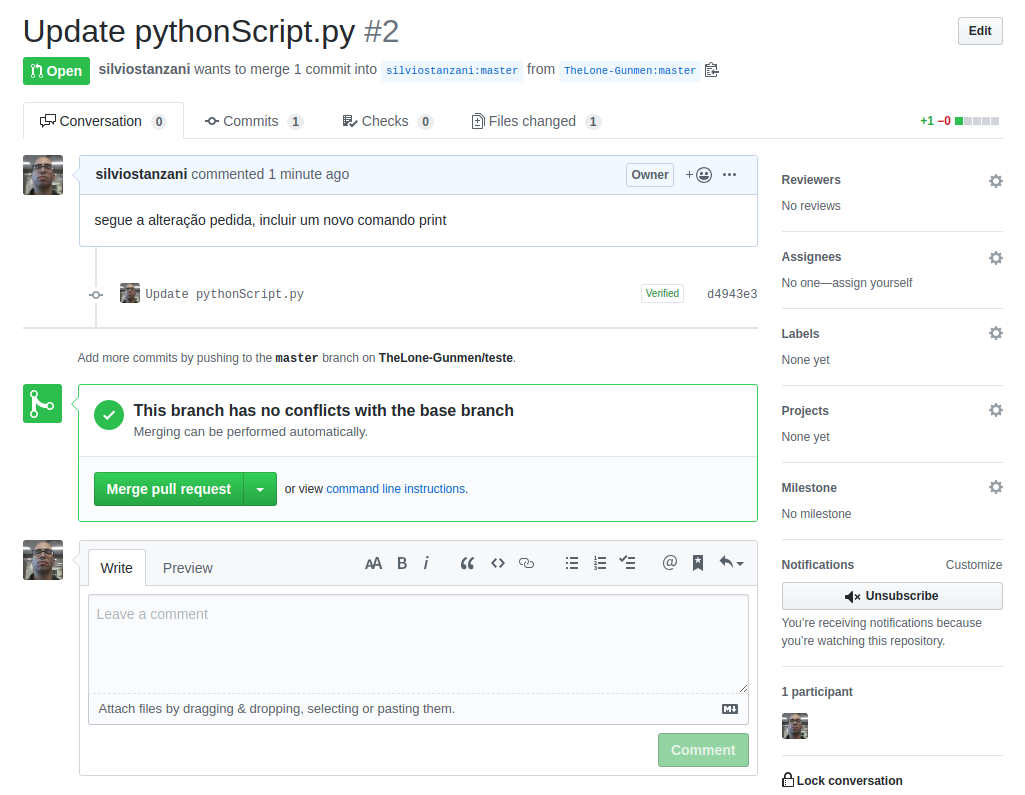 Update pythonScript.py #2
Edit
Open silviostanzani wants to merge 1 commit into silviostanzani:master from TheLone-Gunmen:master
Conversation 0 Commits 1 Checks 0 Files changed 1 +1 −0
silviostanzani commented 1 minute ago Owner
segue a alteração pedida, incluir um novo comando print
Update pythonScript.py Verified d4943e3
Add more commits by pushing to the master branch on TheLone-Gunmen/teste.
This branch has no conflicts with the base branch
Merging can be performed automatically.
Merge pull request or view command line instructions.
Write Preview
Leave a comment
Attach files by dragging & dropping, selecting or pasting them.
Comment
Reviewers
No reviews
Assignees
No one—assign yourself
Labels
None yet
Projects
None yet
Milestone
No milestone
Notifications Customize
Unsubscribe
You’re receiving notifications because
you’re watching this repository.
1 participant
Lock conversation